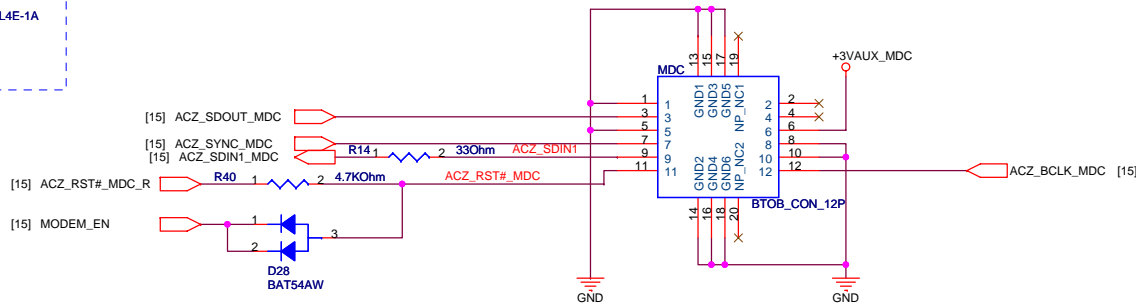 L4E-1A
+3VAUX_MDC
13
15
17
19
MDC
GND1
GND3
GND5
NP_NC1
1
1
2
2
[15] ACZ_SDOUT_MDC
3
3
4
4
5
5
6
6
[15] ACZ_SYNC_MDC
7
7
8
8
[15] ACZ_SDIN1_MDC
R14
1
2
33Ohm
ACZ_SDIN1
9
9
10
10
11
11
12
12
ACZ_BCLK_MDC [15]
[15] ACZ_RST#_MDC_R
R40
1
2
4.7KOhm
ACZ_RST#_MDC
GND2
GND4
GND6
NP_NC2
BTOB_CON_12P
14
16
18
20
[15] MODEM_EN
1
2
3
D28
BAT54AW
GND
GND